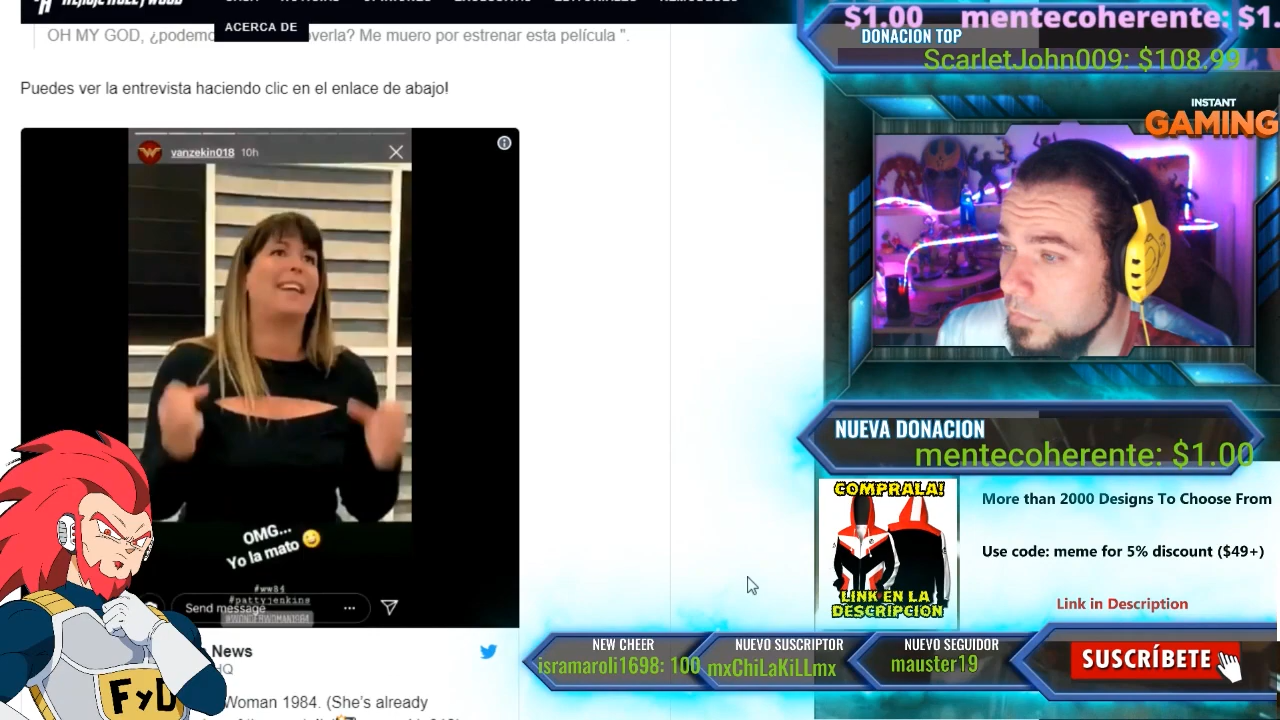 ACERCA DE
OH MY GOD, ¿podemo
overla? Me muero por estrenar esta película ".
Puedes ver la entrevista haciendo clic en el enlace de abajo!
vanzekin018 10h
OMG...
Yo la mato
#ww84
#pattyjenkins
#WONDERWOMAN1984
Send message
News
Woman 1984. (She's already
FyD
$1.00 mentecoherente: $1.
DONACION TOP
ScarletJohn009: $108.99
INSTANT
GAMING
NUEVA DONACION
mentecoherente: $1.00
COMPRALA!
LINK EN LA
DESCRIPCION
More than 2000 Designs To Choose From
Use code: meme for 5% discount ($49+)
Link in Description
NEW CHEER
isramaroli1698: 100
NUEVO SUSCRIPTOR
mxChiLaKiLLmx
NUEVO SEGUIDOR
mauster19
SUSCRÍBETE